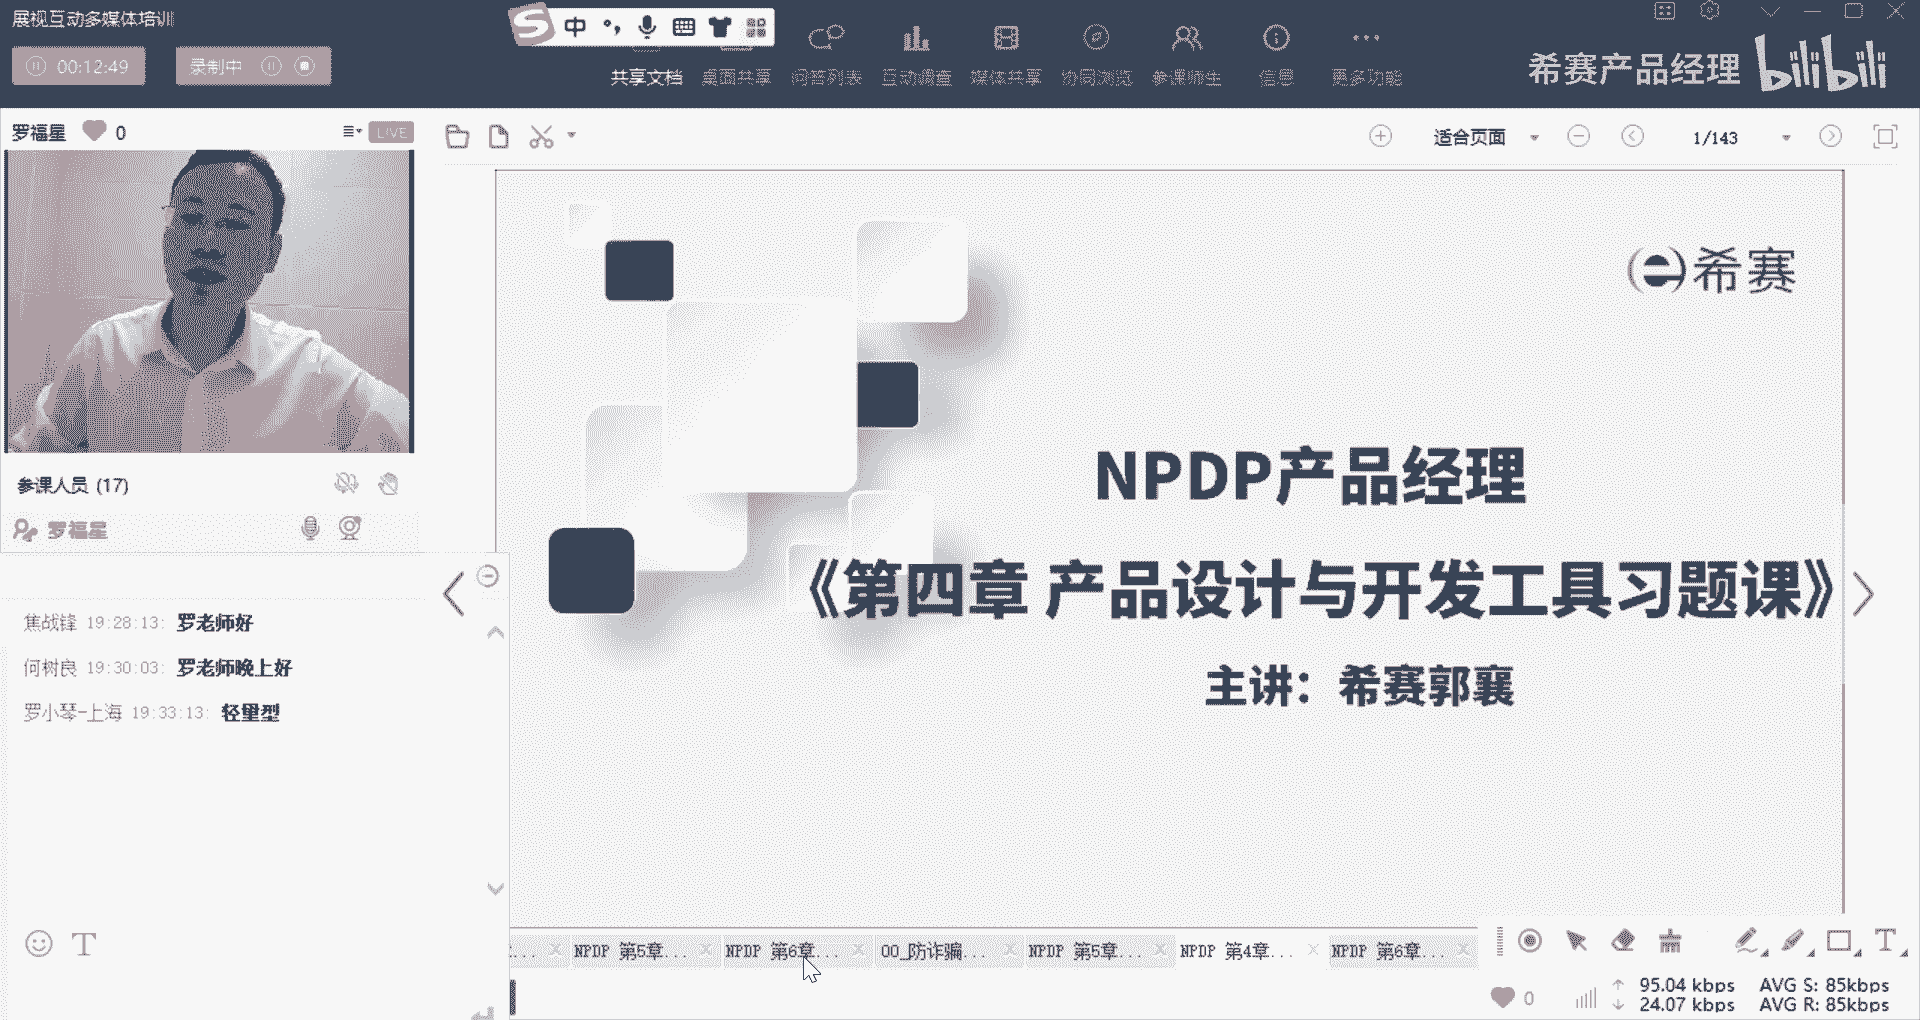 展视互动多媒体培训
中
00:12:49
录制中
共享文档
桌面共享
问答列表
互动调查
媒体共享
协同浏览
参课师生
信息
更多功能
希赛产品经理
bilibili
罗福星 0
LIVE
适合页面
1/143
参课人员 (17)
罗福星
焦战锋 19:28:13: 罗老师好
何树良 19:30:03: 罗老师晚上好
罗小琴-上海 19:33:13: 轻量型
希赛
NPDP产品经理
《第四章 产品设计与开发工具习题课》
主讲：希赛郭襄
NPDP 第5章...
NPDP 第6章...
00_防诈骗...
NPDP 第5章...
NPDP 第4章...
NPDP 第6章...
0
95.04 kbps AVG S: 85kbps
24.07 kbps AVG R: 85kbps